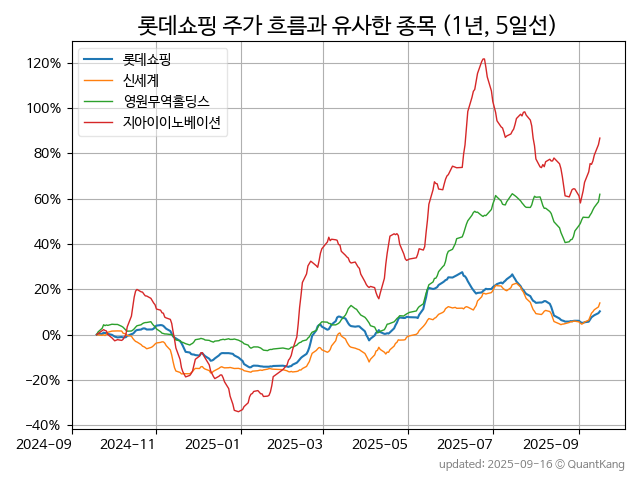 롯데쇼핑 주가 흐름과 유사한 종목 (1년, 5일선)
롯데쇼핑
신세계
영원무역홀딩스
지아이이노베이션
120%
100%
80%
60%
40%
20%
0%
−20%
−40%
2024-09 2024-11 2025-01 2025-03 2025-05 2025-07 2025-09
updated: 2025-09-16 © QuantKang